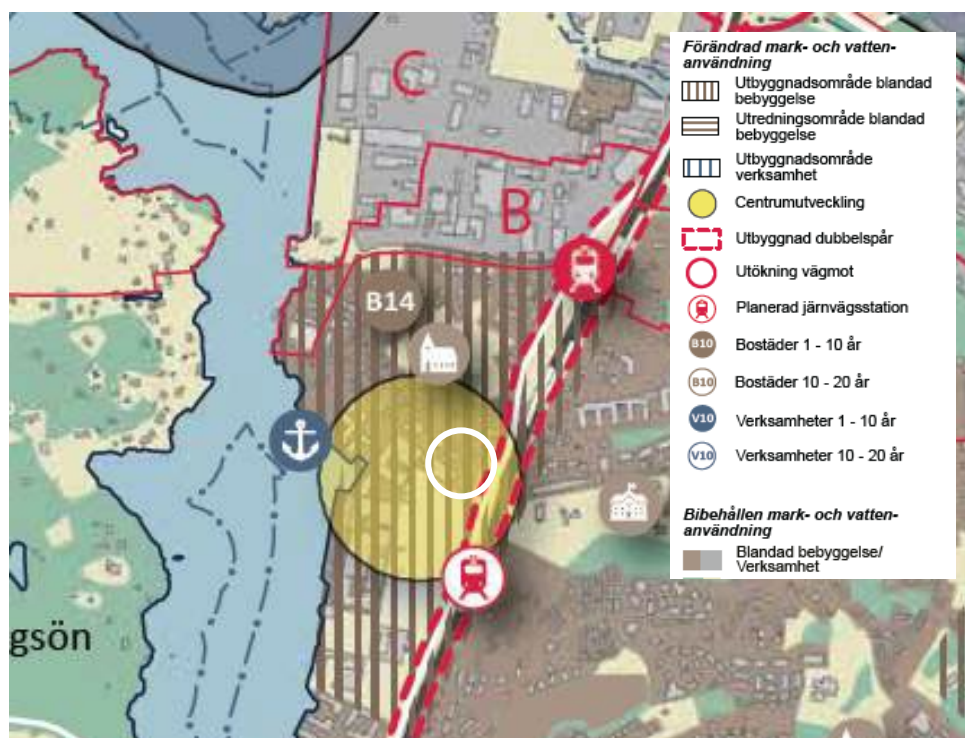 C
B
B14
gsön
Förändrad mark- och vatten-
användning
Utbyggnadsområde blandad
bebyggelse
Utredningsområde blandad
bebyggelse
Utbyggnadsområde
verksamhet
Centrumutveckling
Utbyggnad dubbelspår
Utökning vägmot
Planerad järnvägsstation
B10 Bostäder 1 - 10 år
B10 Bostäder 10 - 20 år
V10 Verksamheter 1 - 10 år
V10 Verksamheter 10 - 20 år
Bibehållen mark- och vatten-
användning
Blandad bebyggelse/
Verksamhet